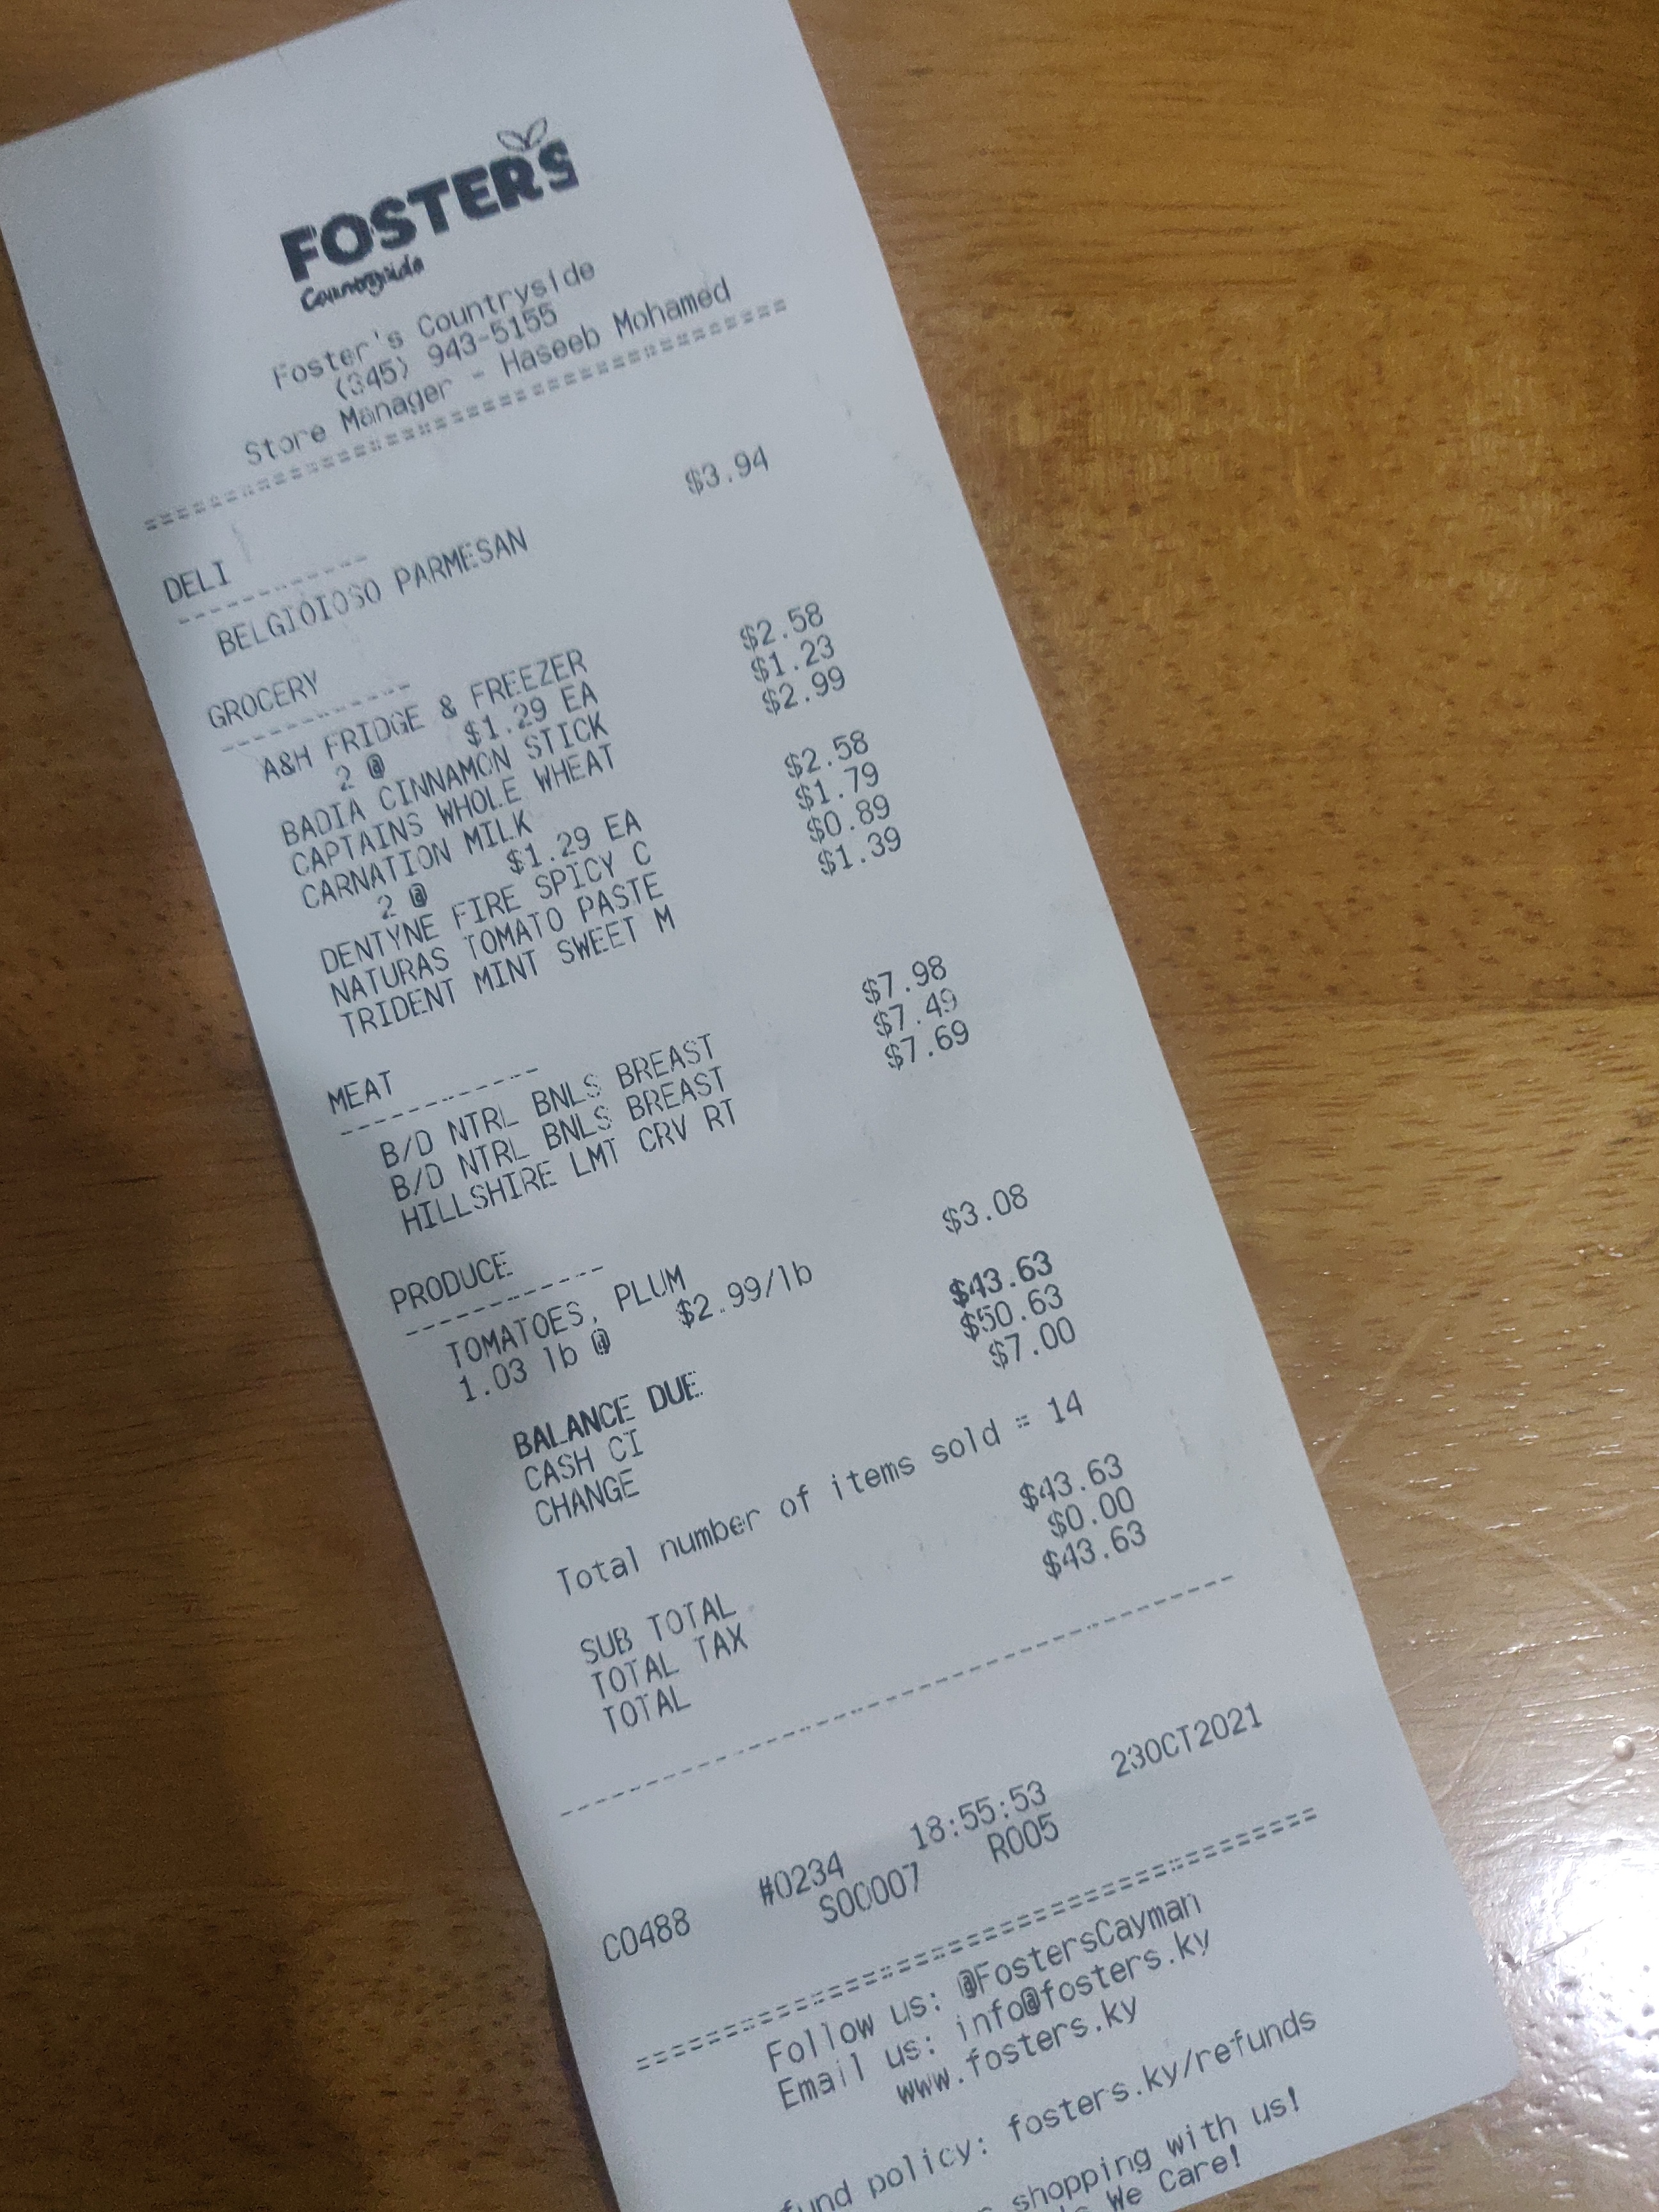 FOSTER'S
Countryside
Foster's Countryside
(345) 943-5155
Store Manager - Haseeb Mohamed
================================
DELI
-----------
BELGIOIOSO PARMESAN $3.94
GROCERY
-----------
A&H FRIDGE & FREEZER
2 @ $1.29 EA $2.58
BADIA CINNAMON STICK $1.23
CAPTAINS WHOLE WHEAT $2.99
CARNATION MILK
2 @ $1.29 EA $2.58
DENTYNE FIRE SPICY C $1.79
NATURAS TOMATO PASTE $0.89
TRIDENT MINT SWEET M $1.39
MEAT
-----------
B/D NTRL BNLS BREAST $7.98
B/D NTRL BNLS BREAST $7.49
HILLSHIRE LMT CRV RT $7.69
PRODUCE
-----------
TOMATOES, PLUM
1.03 lb @ $2.99/lb $3.08
BALANCE DUE $43.63
CASH CI $50.63
CHANGE $7.00
Total number of items sold = 14
SUB TOTAL $43.63
TOTAL TAX $0.00
TOTAL $43.63
--------------------------------
C0488 #0234 18:55:53 23OCT2021
S00007 R005
================================
Follow us: @FostersCayman
Email us: info@fosters.ky
www.fosters.ky
fund policy: fosters.ky/refunds
shopping with us!
We Care!